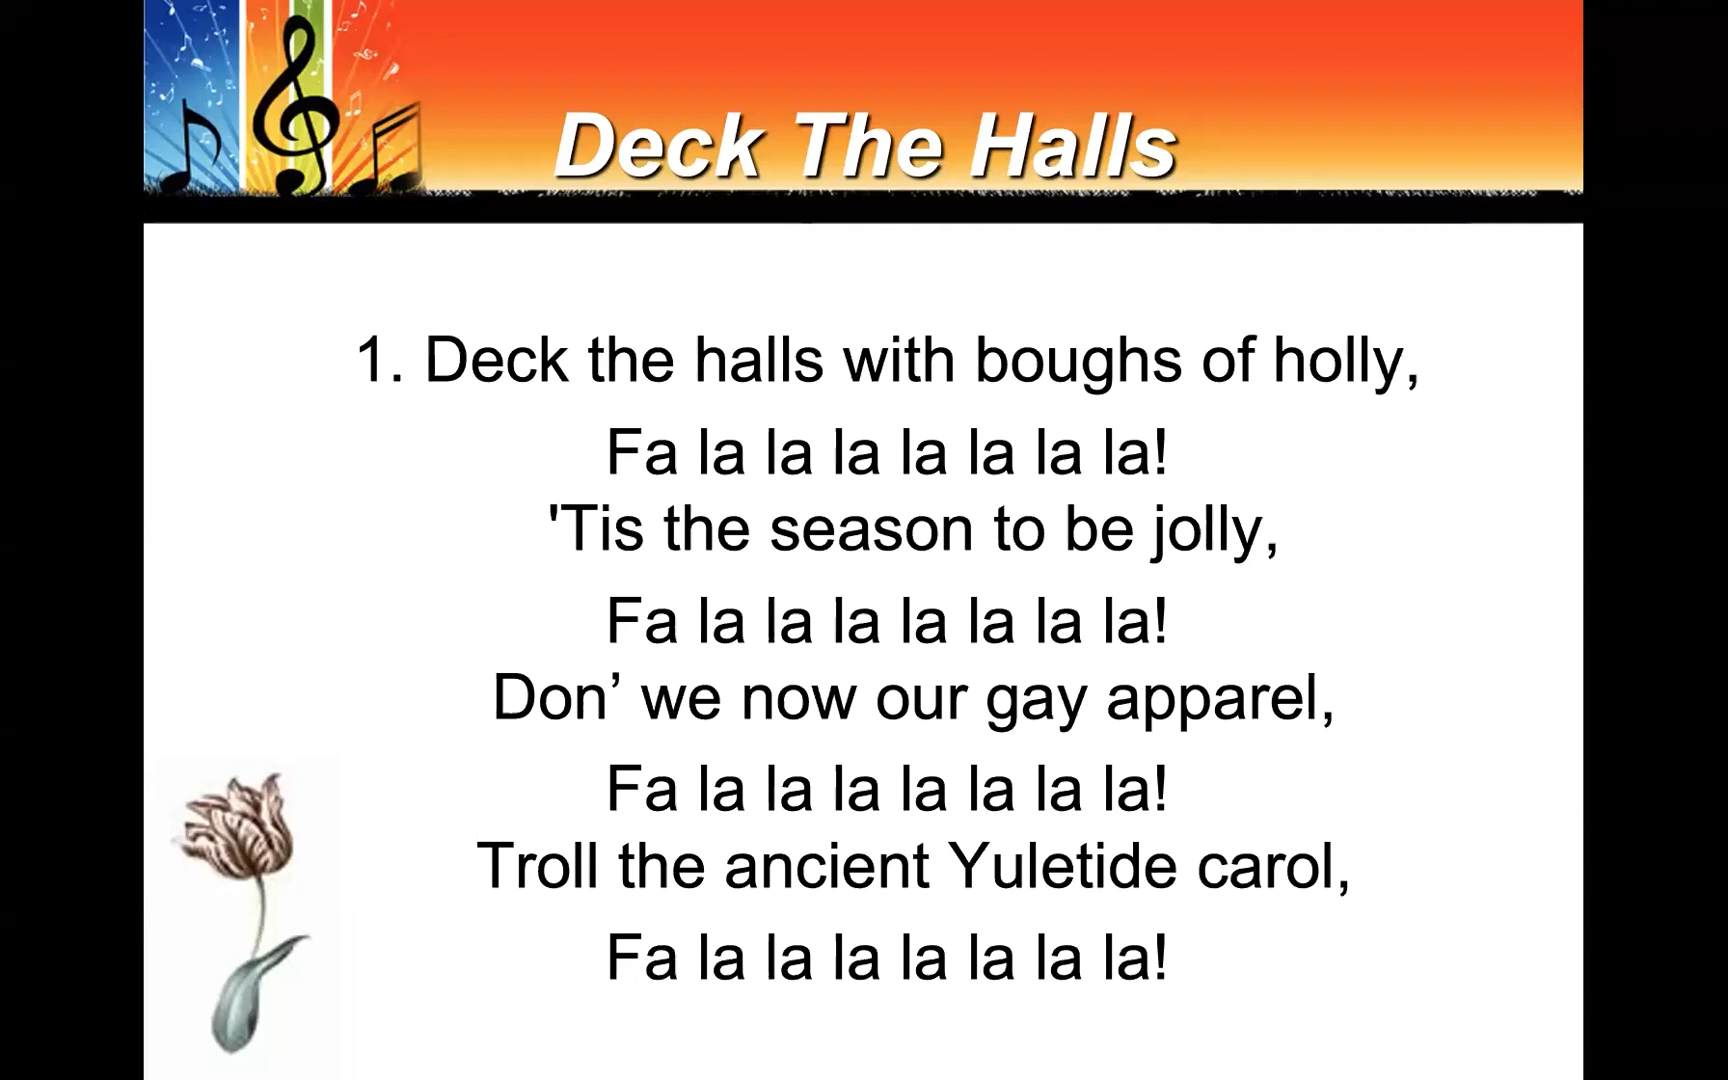 Deck The Halls
1. Deck the halls with boughs of holly,
Fa la la la la la la la!
'Tis the season to be jolly,
Fa la la la la la la la!
Don’ we now our gay apparel,
Fa la la la la la la la!
Troll the ancient Yuletide carol,
Fa la la la la la la la!